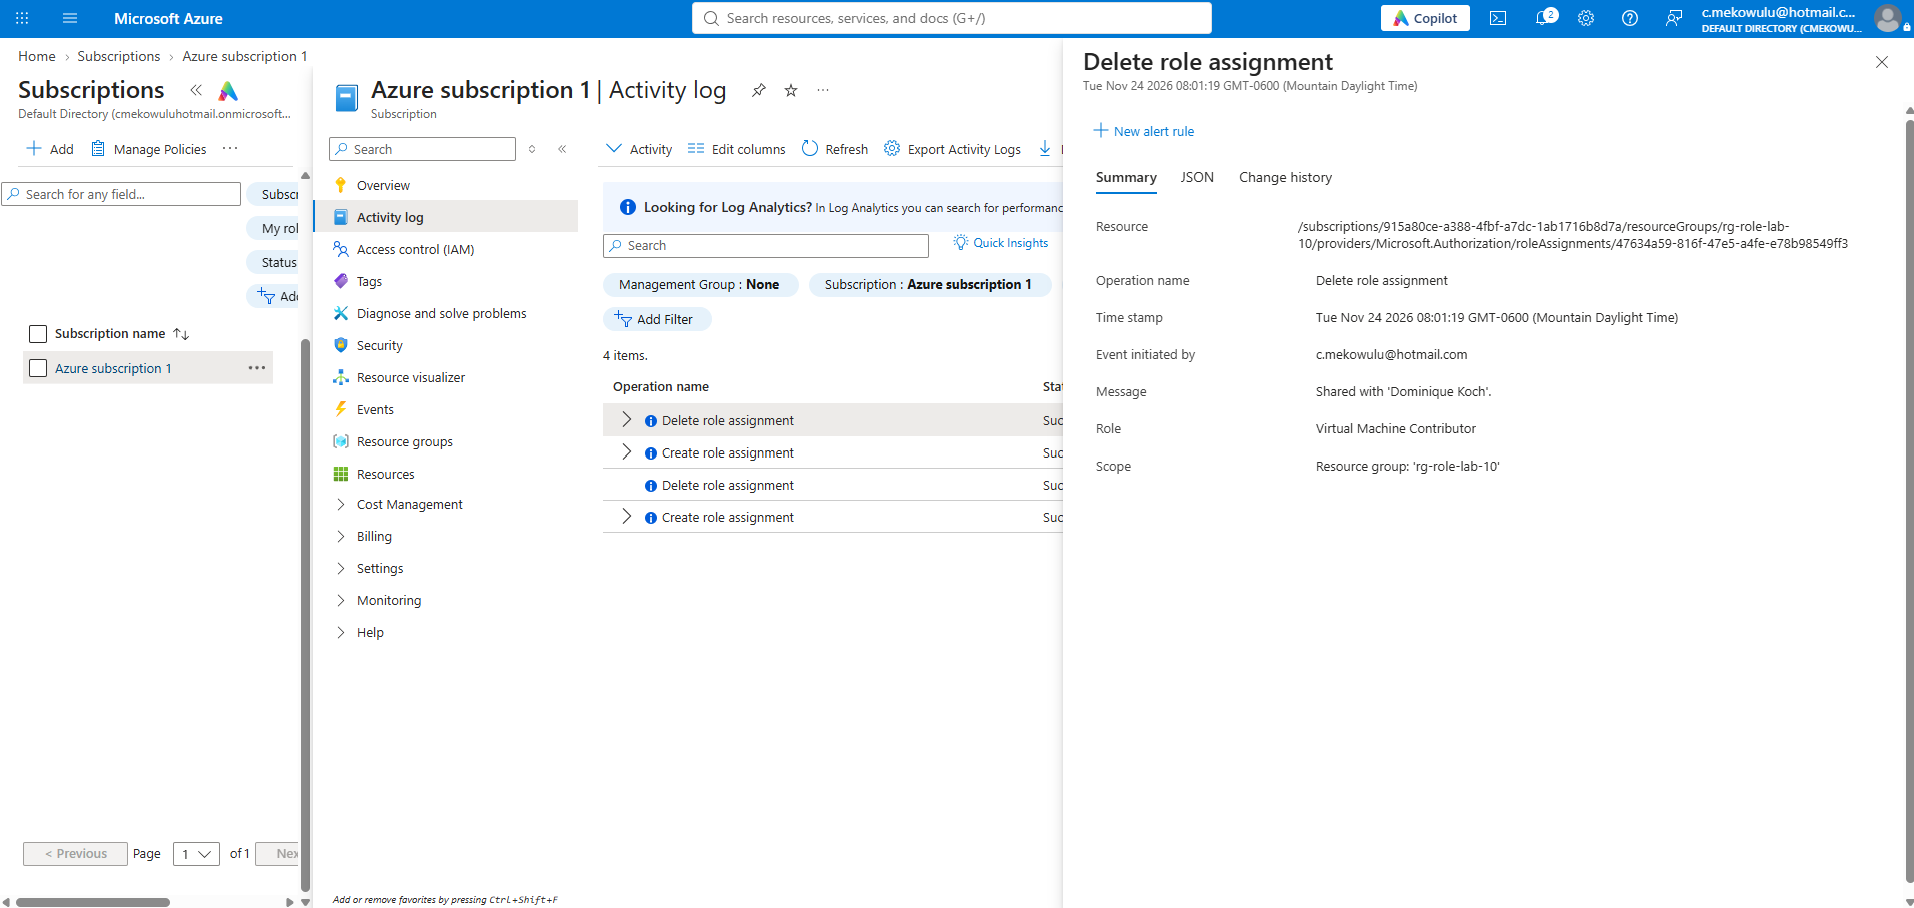 Microsoft Azure
Search resources, services, and docs (G+/)
Copilot
2
c.mekowulu@hotmail.c...
DEFAULT DIRECTORY (CMEKOWU...
Home > Subscriptions > Azure subscription 1
Subscriptions
Default Directory (cmekowuluhotmail.onmicrosoft...
Add
Manage Policies
Search for any field...
Subscr
My rol
Status
Add
Subscription name
Azure subscription 1
< Previous
Page
1
of 1
Nex
Azure subscription 1 | Activity log
Subscription
Search
Overview
Activity log
Access control (IAM)
Tags
Diagnose and solve problems
Security
Resource visualizer
Events
Resource groups
Resources
Cost Management
Billing
Settings
Monitoring
Help
Add or remove favorites by pressing Ctrl+Shift+F
Activity
Edit columns
Refresh
Export Activity Logs
Looking for Log Analytics? In Log Analytics you can search for performanc
Search
Quick Insights
Management Group : None
Subscription : Azure subscription 1
Add Filter
4 items.
Operation name
Stat
Delete role assignment
Suc
Create role assignment
Suc
Delete role assignment
Suc
Create role assignment
Suc
Delete role assignment
Tue Nov 24 2026 08:01:19 GMT-0600 (Mountain Daylight Time)
New alert rule
Summary
JSON
Change history
Resource
/subscriptions/915a80ce-a388-4fbf-a7dc-1ab1716b8d7a/resourceGroups/rg-role-lab-
10/providers/Microsoft.Authorization/roleAssignments/47634a59-816f-47e5-a4fe-e78b98549ff3
Operation name
Delete role assignment
Time stamp
Tue Nov 24 2026 08:01:19 GMT-0600 (Mountain Daylight Time)
Event initiated by
c.mekowulu@hotmail.com
Message
Shared with 'Dominique Koch'.
Role
Virtual Machine Contributor
Scope
Resource group: 'rg-role-lab-10'